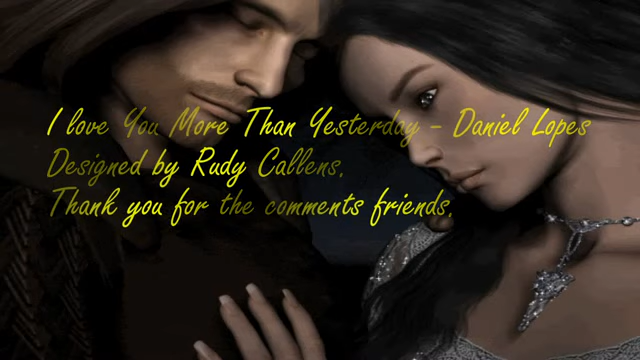 I love You More Than Yesterday - Daniel Lopes
Designed by Rudy Callens.
Thank you for the comments friends.